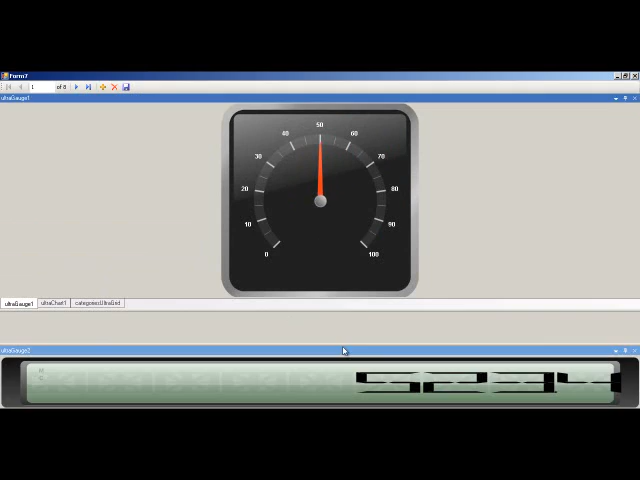 Form7
1 of 8
ultraGauge1
50
40 60
30 70
20 80
10 90
0 100
ultraGauge1 ultraChart1 categoriesUltraGrid
ultraGauge2
5234